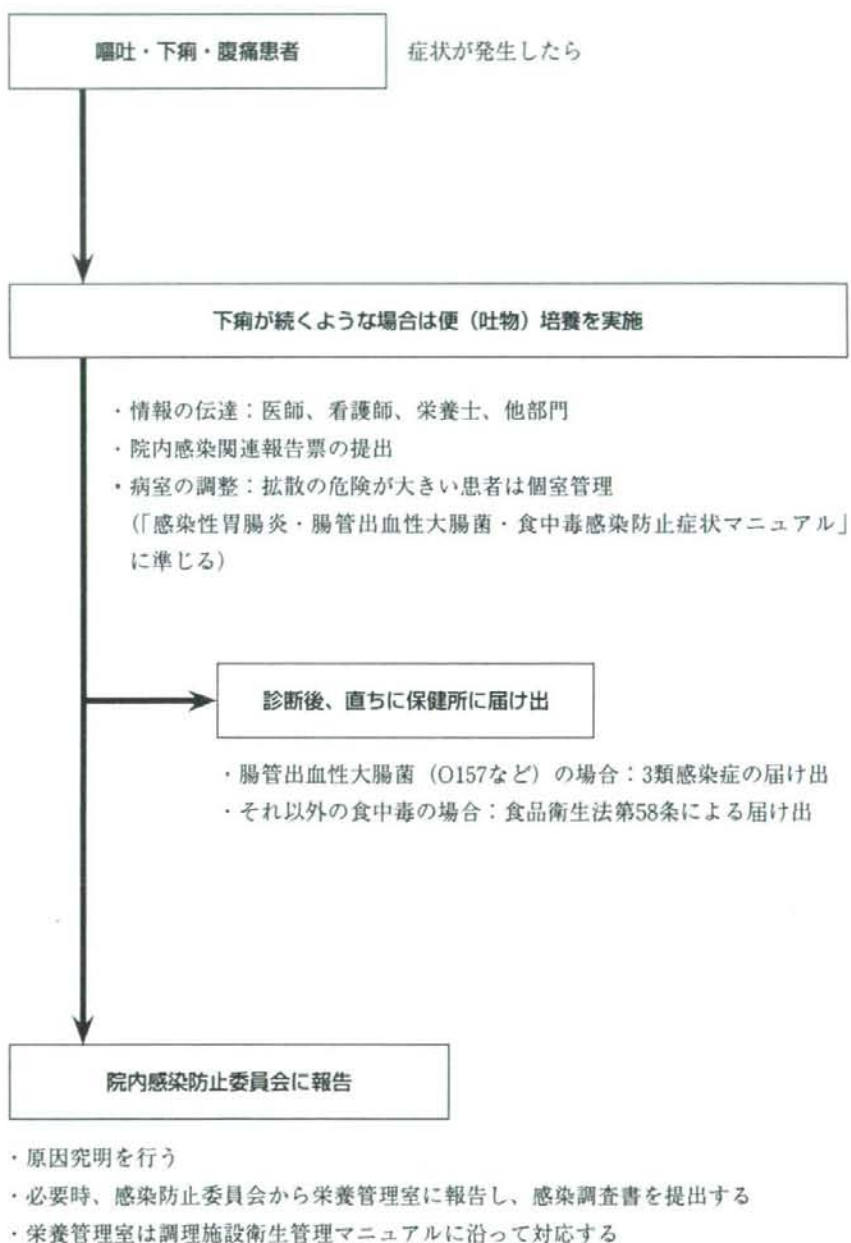 嘔吐・下痢・腹痛患者 症状が発生したら
下痢が続くような場合は便（吐物）培養を実施
・情報の伝達：医師、看護師、栄養士、他部門
・院内感染関連報告票の提出
・病室の調整：拡散の危険が大きい患者は個室管理
（「感染性胃腸炎・腸管出血性大腸菌・食中毒感染防止症状マニュアル」
に準じる）
診断後、直ちに保健所に届け出
・腸管出血性大腸菌（O157など）の場合：3類感染症の届け出
・それ以外の食中毒の場合：食品衛生法第58条による届け出
院内感染防止委員会に報告
・原因究明を行う
・必要時、感染防止委員会から栄養管理室に報告し、感染調査書を提出する
・栄養管理室は調理施設衛生管理マニュアルに沿って対応する